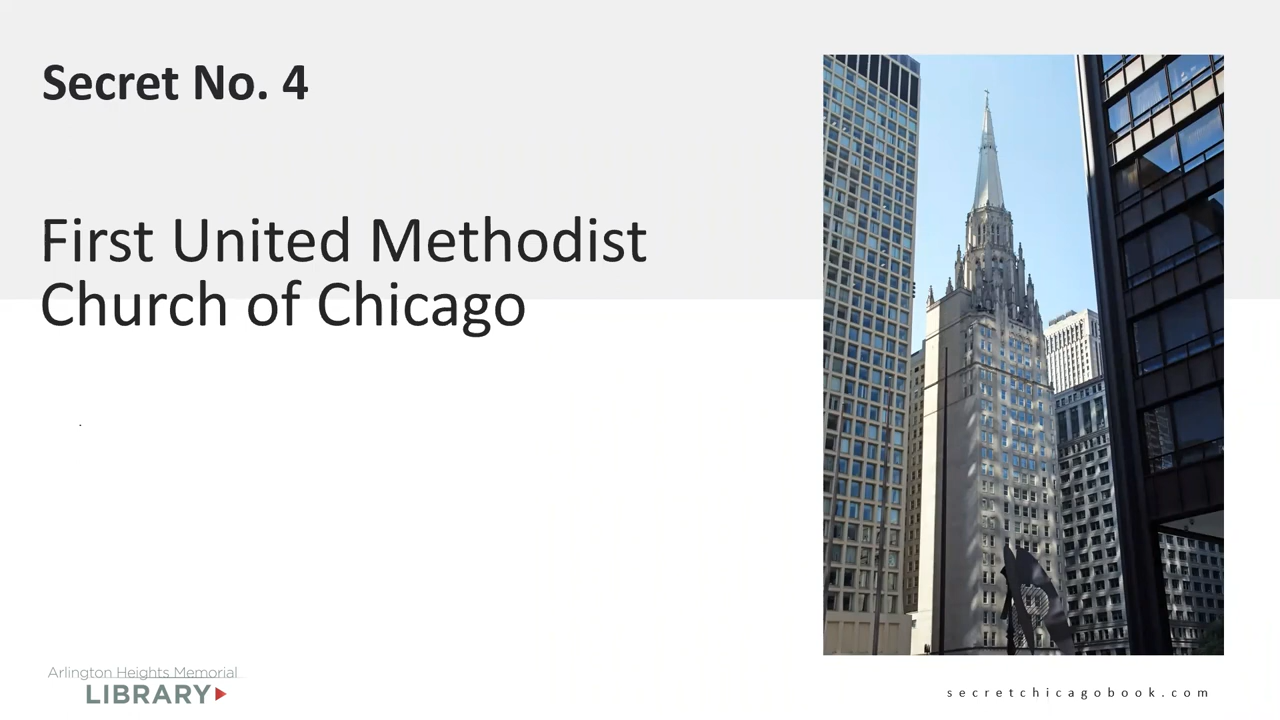 Secret No. 4
First United Methodist
Church of Chicago
.
Arlington Heights Memorial
LIBRARY
secretchicagobook.com